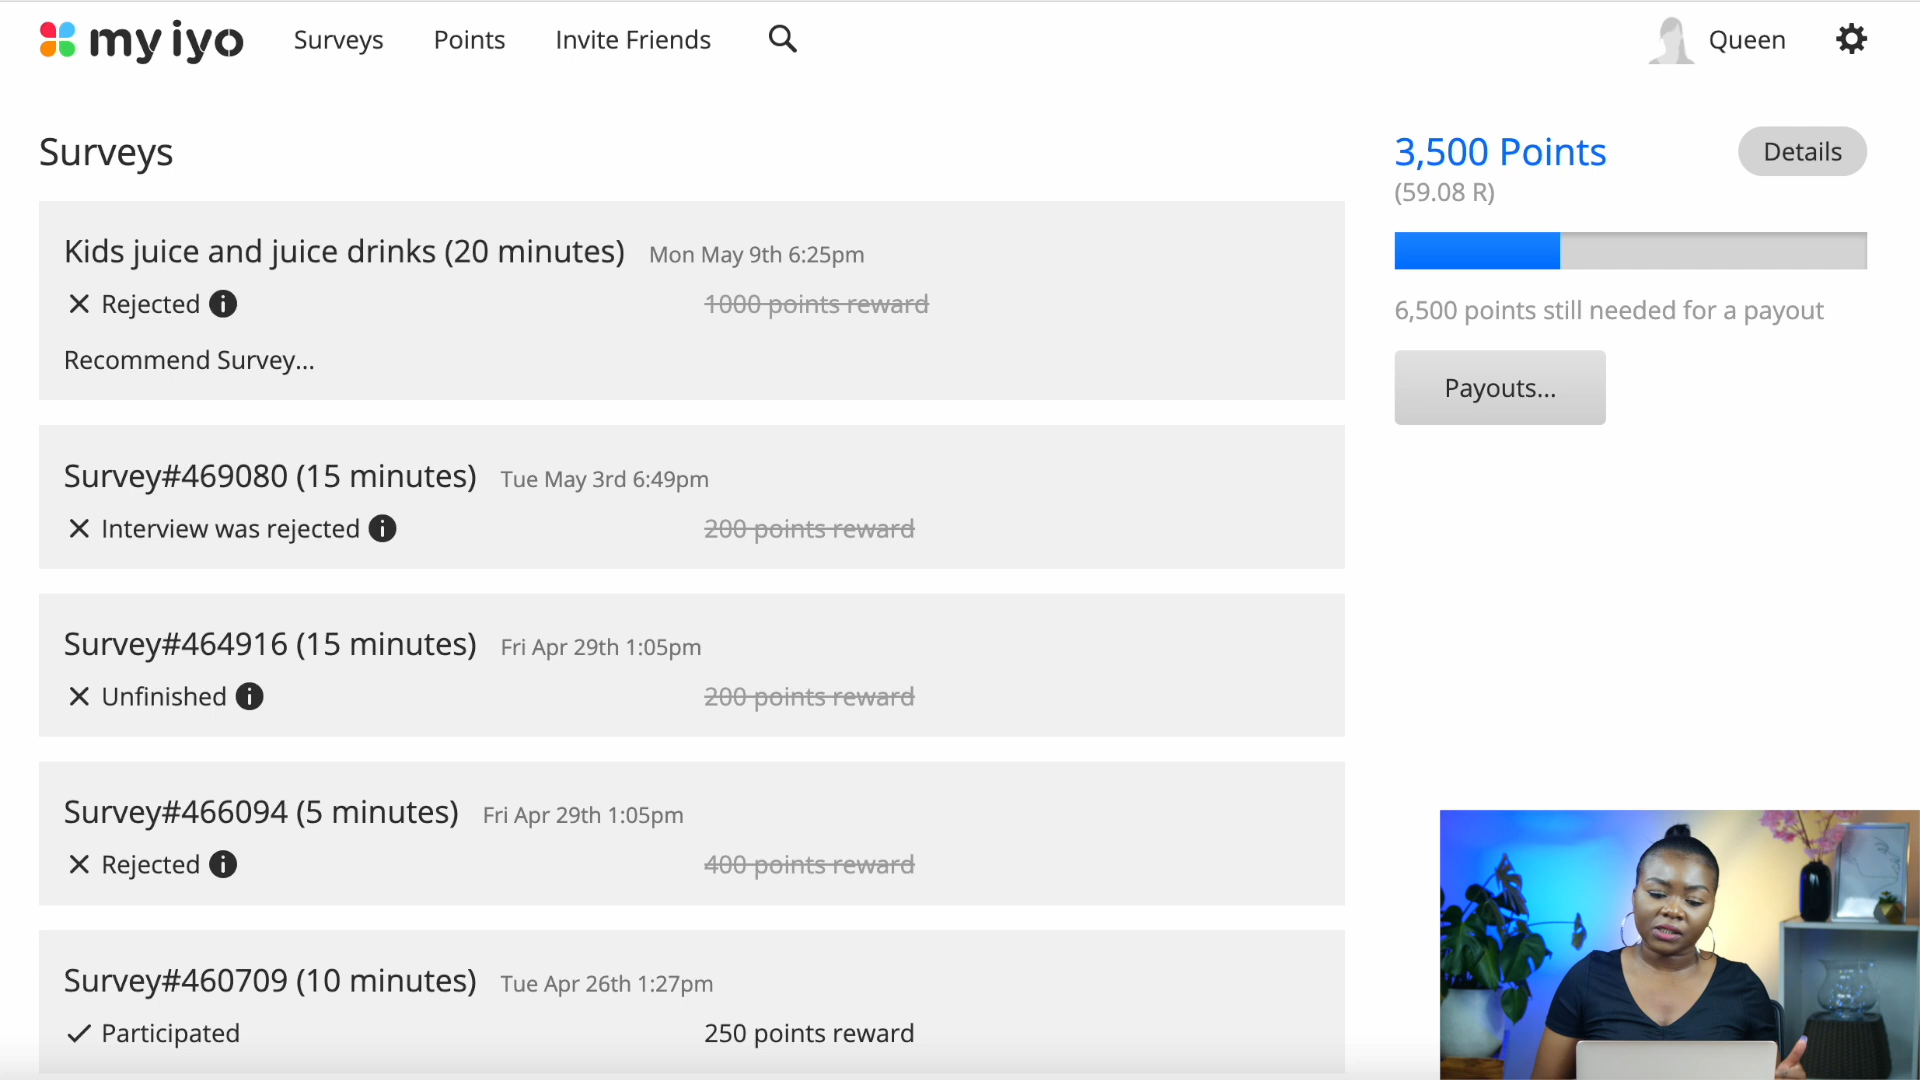 my iyo Surveys Points Invite Friends Queen
Surveys
Kids juice and juice drinks (20 minutes) Mon May 9th 6:25pm
Rejected 1000 points reward
Recommend Survey...
Survey#469080 (15 minutes) Tue May 3rd 6:49pm
Interview was rejected 200 points reward
Survey#464916 (15 minutes) Fri Apr 29th 1:05pm
Unfinished 200 points reward
Survey#466094 (5 minutes) Fri Apr 29th 1:05pm
Rejected 400 points reward
Survey#460709 (10 minutes) Tue Apr 26th 1:27pm
Participated 250 points reward
3,500 Points Details
(59.08 R)
6,500 points still needed for a payout
Payouts...